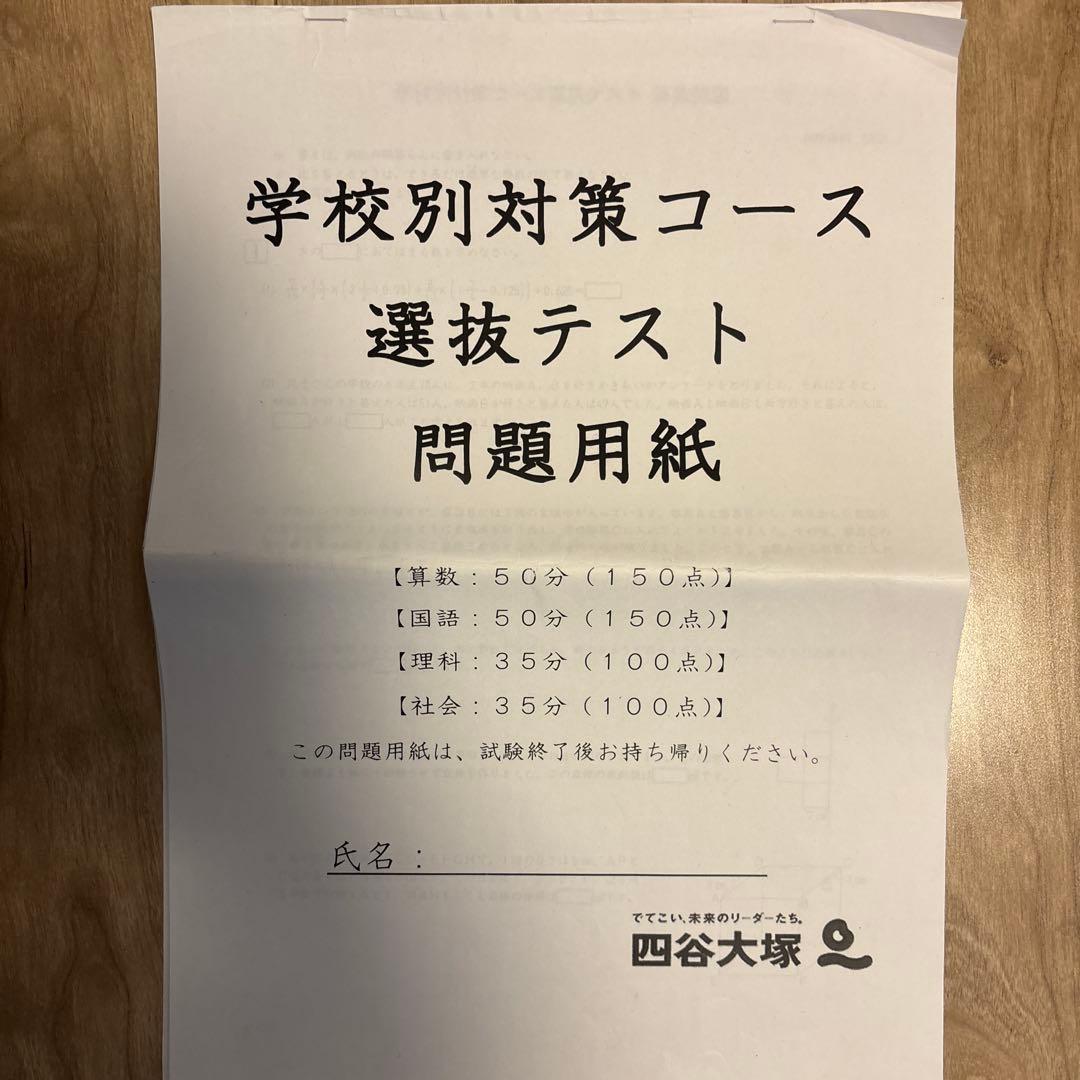 学校別対策コース
選抜テスト
問題用紙
【算数：５０分（１５０点）】
【国語：５０分（１５０点）】
【理科：３５分（１００点）】
【社会：３５分（１００点）】
この問題用紙は、試験終了後お持ち帰りください。
氏名：
でてこい、未来のリーダーたち。
四谷大塚